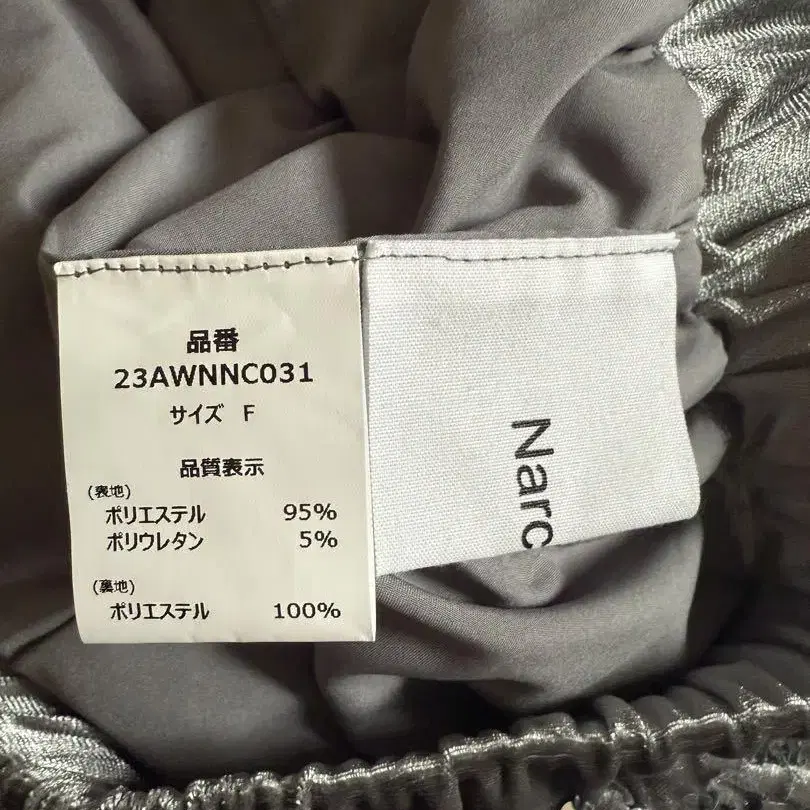 品番
23AWNNC031
サイズ F
品質表示
(表地)
ポリエステル 95%
ポリウレタン 5%
(裏地)
ポリエステル 100%
Narc